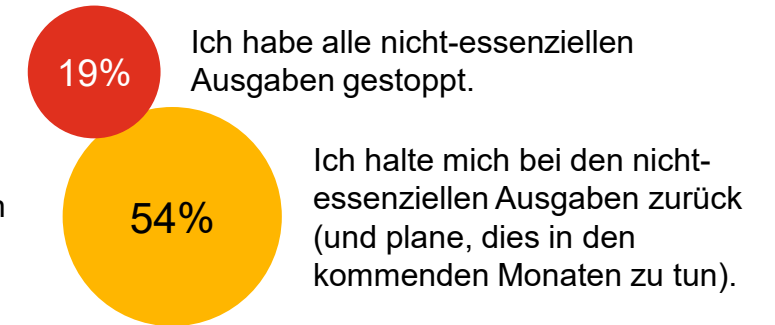 19%
Ich habe alle nicht-essenziellen
Ausgaben gestoppt.
54%
Ich halte mich bei den nicht-
essenziellen Ausgaben zurück
(und plane, dies in den
kommenden Monaten zu tun).